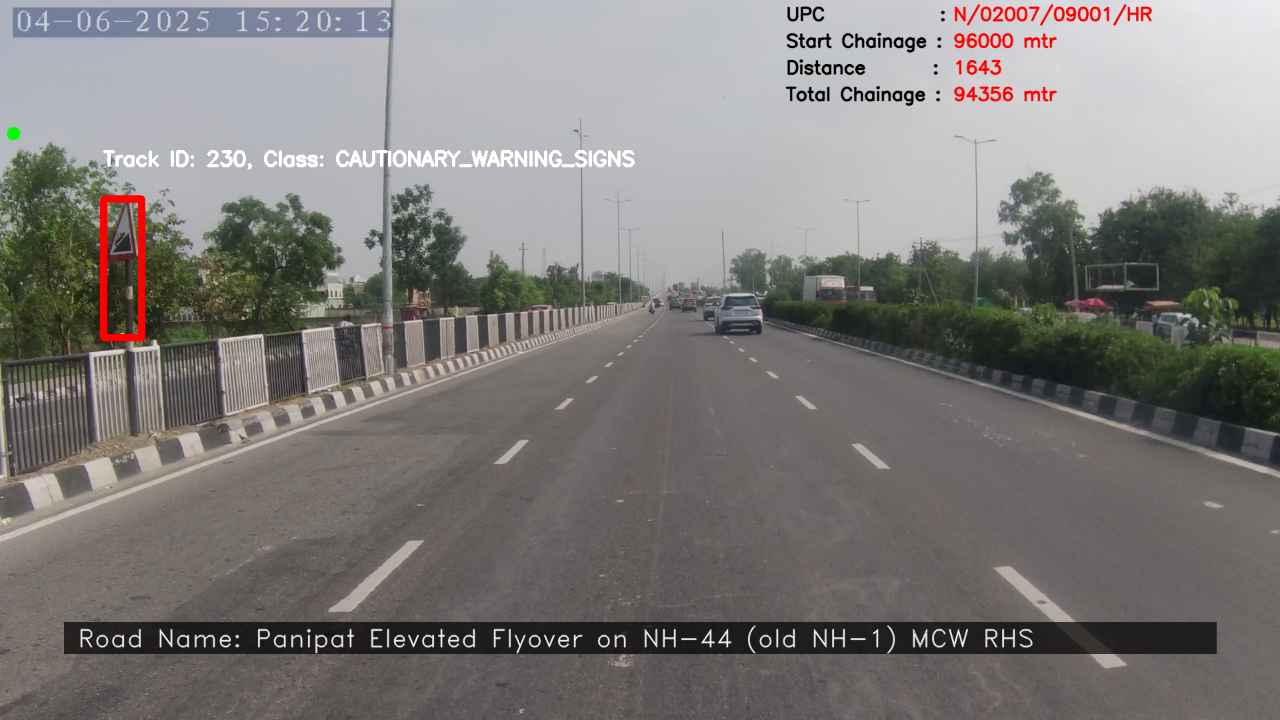 04-06-2025 15:20:13
UPC : N/02007/09001/HR
Start Chainage : 96000 mtr
Distance : 1643
Total Chainage : 94356 mtr
Track ID: 230, Class: CAUTIONARY_WARNING_SIGNS
Road Name: Panipat Elevated Flyover on NH-44 (old NH-1) MCW RHS